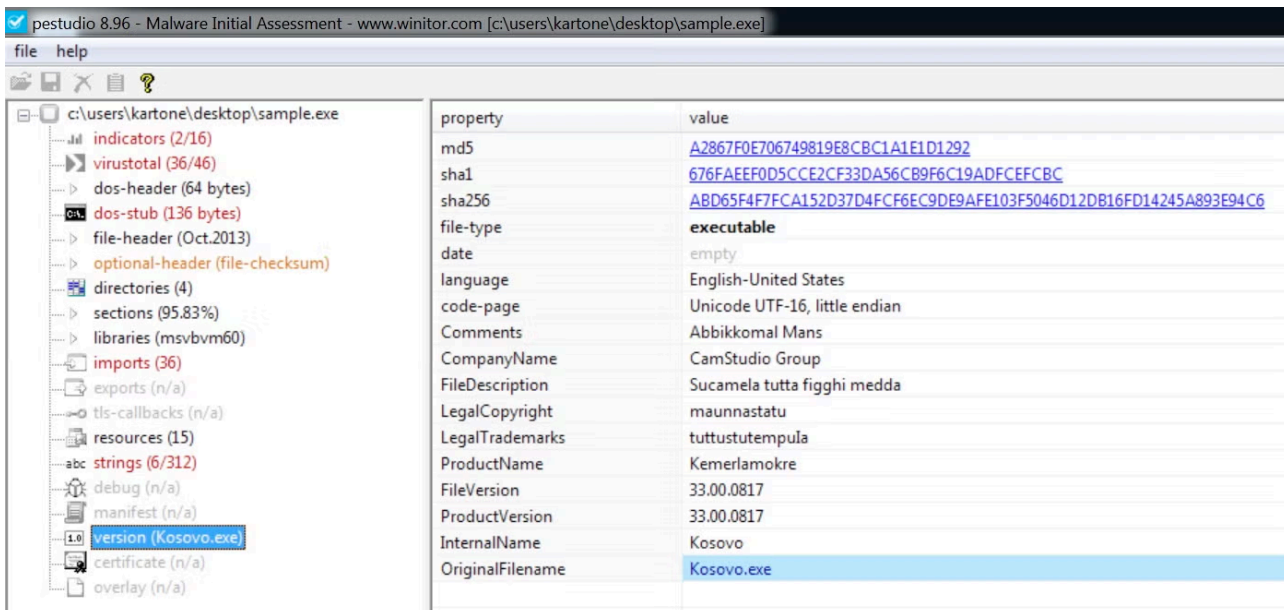 pestudio 8.96 - Malware Initial Assessment - www.winitor.com [c:\users\kartone\desktop\sample.exe]
file help
c:\users\kartone\desktop\sample.exe
indicators (2/16)
virustotal (36/46)
dos-header (64 bytes)
dos-stub (136 bytes)
file-header (Oct.2013)
optional-header (file-checksum)
directories (4)
sections (95.83%)
libraries (msvbvm60)
imports (36)
exports (n/a)
tls-callbacks (n/a)
resources (15)
abc strings (6/312)
debug (n/a)
manifest (n/a)
1.0 version (Kosovo.exe)
certificate (n/a)
overlay (n/a)
property value
md5 A2867F0E706749819E8CBC1A1E1D1292
sha1 676FAEEF0D5CCE2CF33DA56CB9F6C19ADFCEFCBC
sha256 ABD65F4F7FCA152D37D4FCF6EC9DE9AFE103F5046D12DB16FD14245A893E94C6
file-type executable
date empty
language English-United States
code-page Unicode UTF-16, little endian
Comments Abbikkomal Mans
CompanyName CamStudio Group
FileDescription Sucamela tutta figghi medda
LegalCopyright maunnastatu
LegalTrademarks tuttustutempuIa
ProductName Kemerlamokre
FileVersion 33.00.0817
ProductVersion 33.00.0817
InternalName Kosovo
OriginalFilename Kosovo.exe